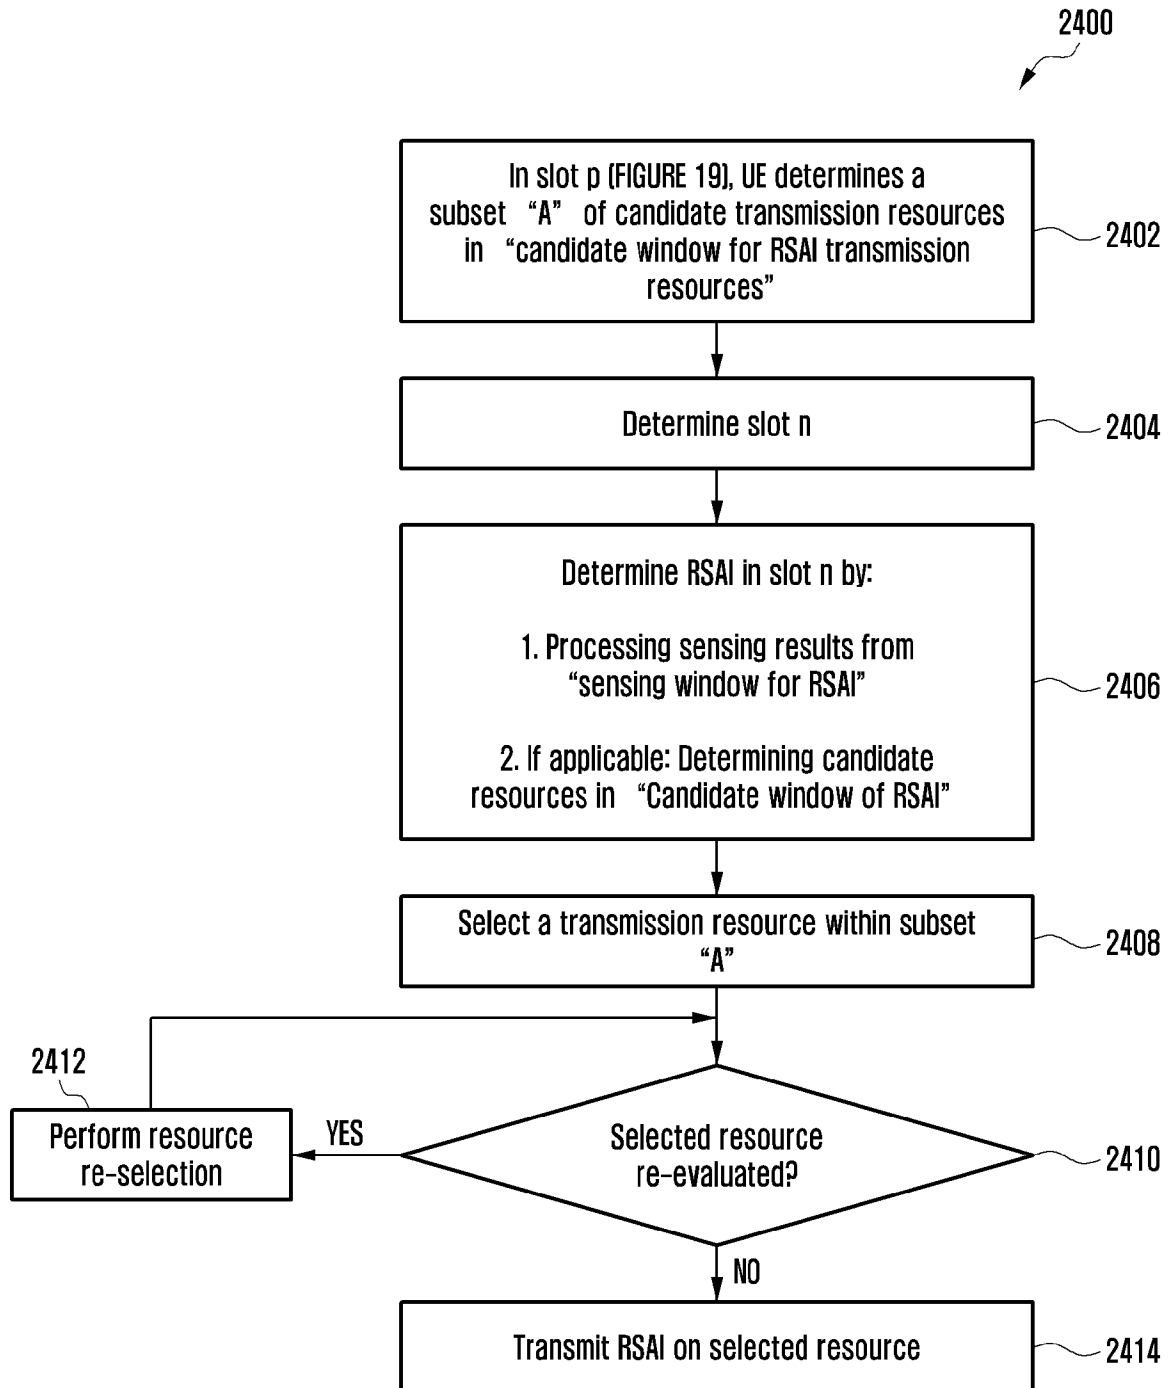 2400
In slot p (FIGURE 19), UE determines a
subset “A” of candidate transmission resources
in “candidate window for RSAI transmission
resources”
2402
Determine slot n
2404
Determine RSAI in slot n by:
1. Processing sensing results from
“sensing window for RSAI”
2. If applicable: Determining candidate
resources in “Candidate window of RSAI”
2406
Select a transmission resource within subset
“A”
2408
2412
Perform resource
re-selection
YES
Selected resource
re-evaluated?
2410
NO
Transmit RSAI on selected resource
2414